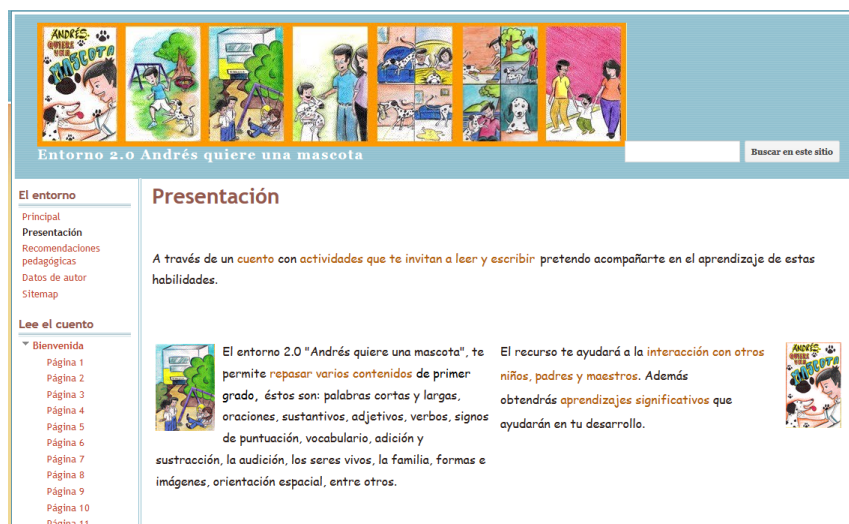 ANDRÉS
QUIERE
UNA
MASCOTA
Entorno 2.0 Andrés quiere una mascota
Buscar en este sitio
El entorno
Principal
Presentación
Recomendaciones
pedagógicas
Datos de autor
Sitemap
Lee el cuento
Bienvenida
Página 1
Página 2
Página 3
Página 4
Página 5
Página 6
Página 7
Página 8
Página 9
Página 10
Página 11
Presentación
A través de un cuento con actividades que te invitan a leer y escribir pretendo acompañarte en el aprendizaje de estas
habilidades.
El entorno 2.0 "Andrés quiere una mascota", te
permite repasar varios contenidos de primer
grado, éstos son: palabras cortas y largas,
oraciones, sustantivos, adjetivos, verbos, signos
de puntuación, vocabulario, adición y
sustracción, la audición, los seres vivos, la familia, formas e
imágenes, orientación espacial, entre otros.
El recurso te ayudará a la interacción con otros
niños, padres y maestros. Además
obtendrás aprendizajes significativos que
ayudarán en tu desarrollo.
ANDRÉS
QUIERE
UNA
MASCOTA